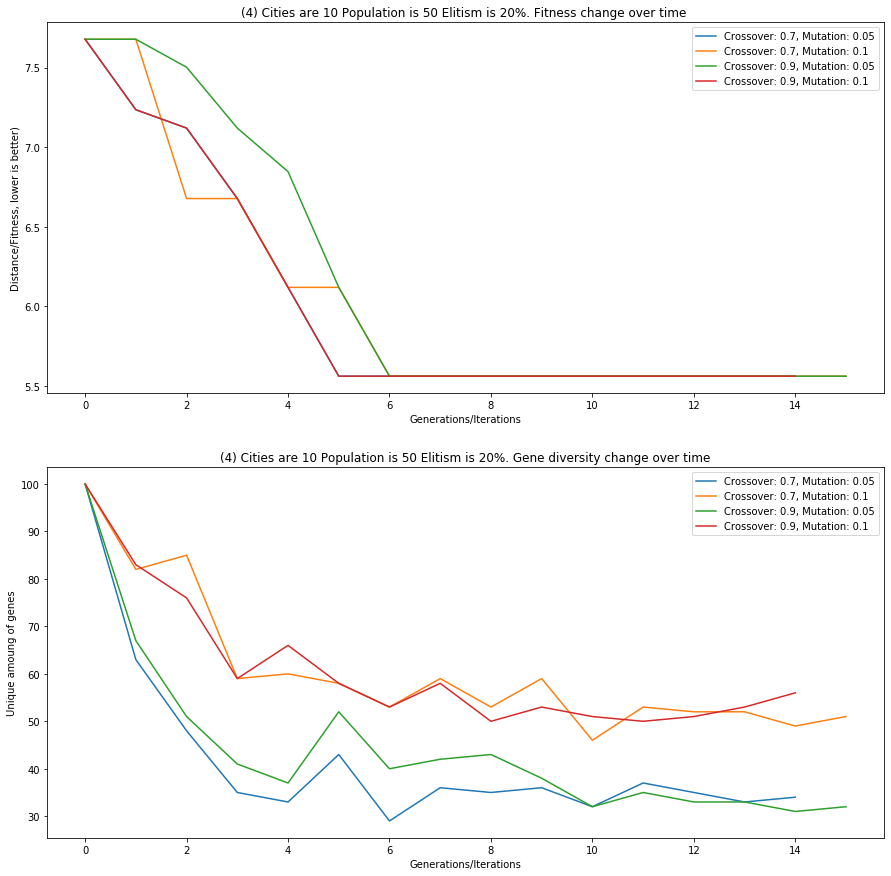 (4) Cities are 10 Population is 50 Elitism is 20%. Fitness change over time
Crossover: 0.7, Mutation: 0.05
Crossover: 0.7, Mutation: 0.1
Crossover: 0.9, Mutation: 0.05
Crossover: 0.9, Mutation: 0.1
Distance/Fitness, lower is better)
7.5
7.0
6.5
6.0
5.5
0 2 4 6 8 10 12 14
Generations/Iterations
(4) Cities are 10 Population is 50 Elitism is 20%. Gene diversity change over time
Crossover: 0.7, Mutation: 0.05
Crossover: 0.7, Mutation: 0.1
Crossover: 0.9, Mutation: 0.05
Crossover: 0.9, Mutation: 0.1
Unique amoung of genes
100
90
80
70
60
50
40
30
0 2 4 6 8 10 12 14
Generations/Iterations